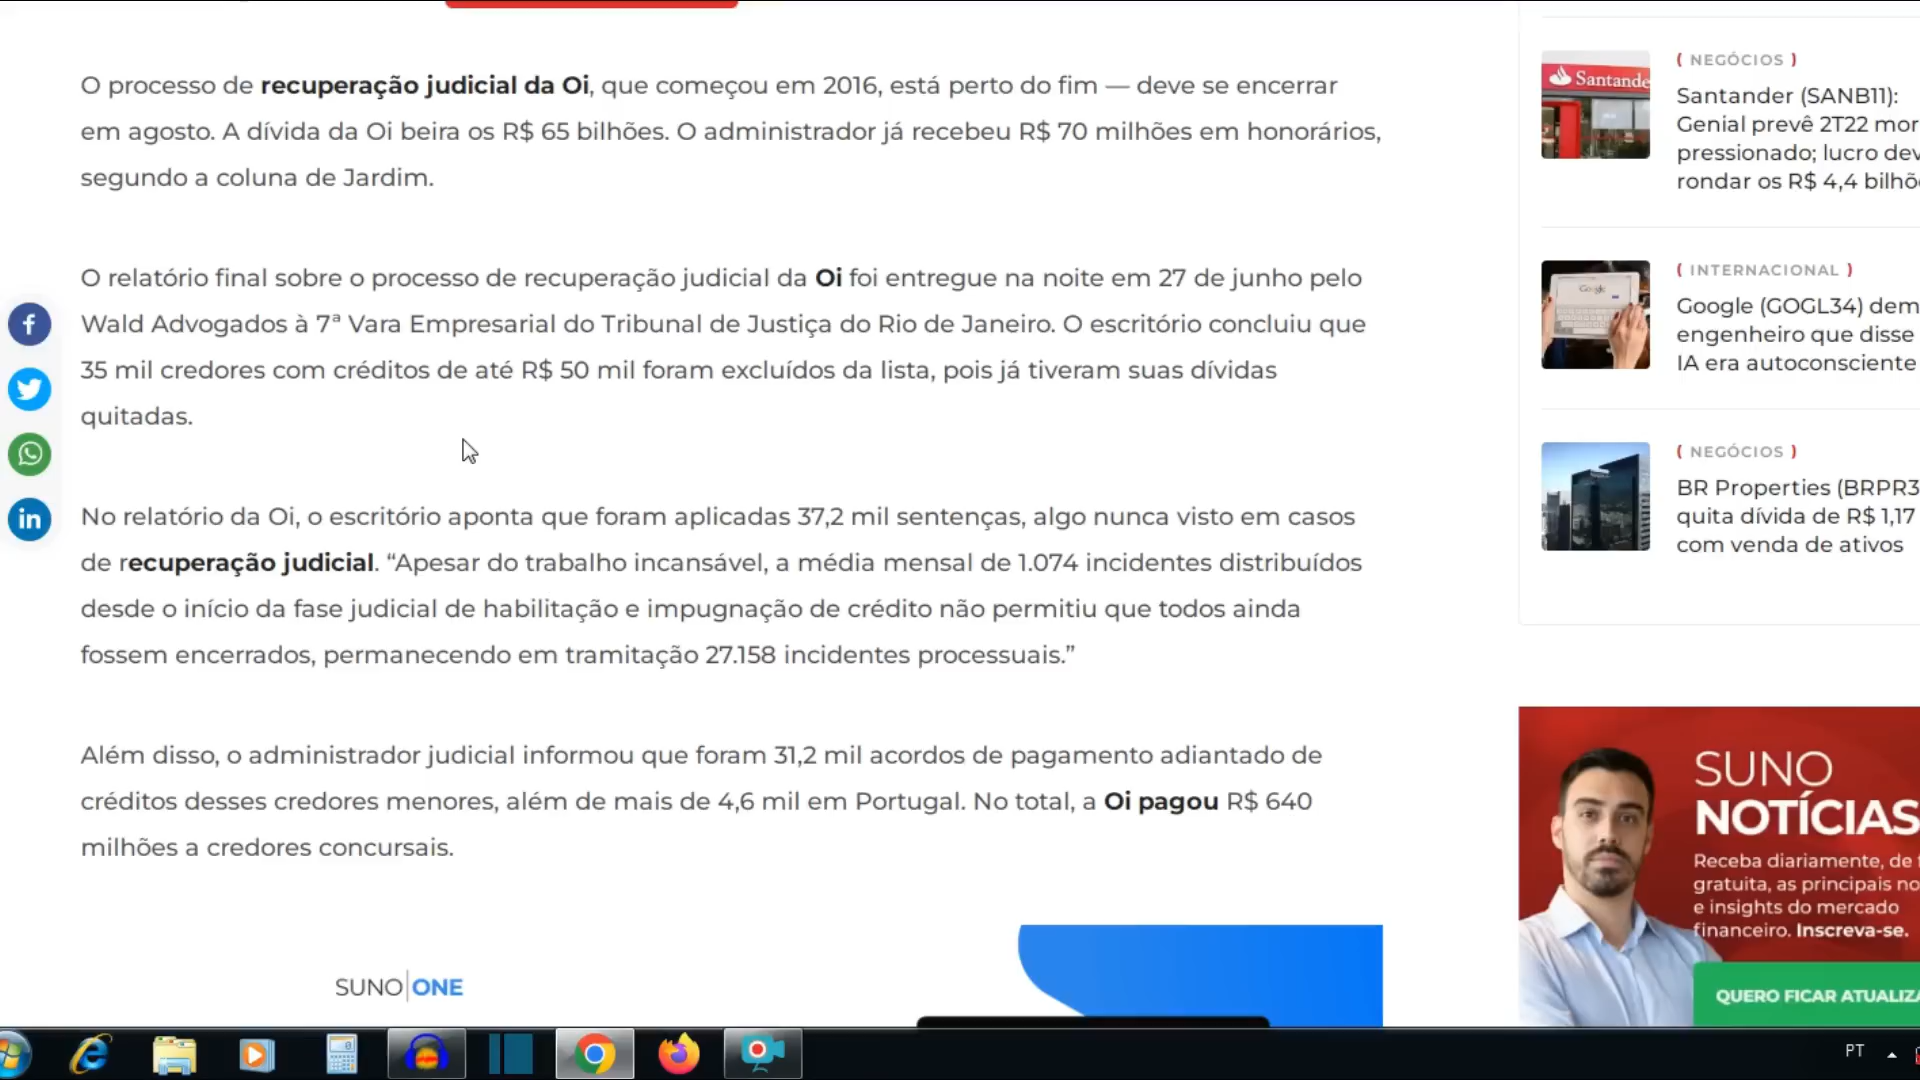 O processo de recuperação judicial da Oi, que começou em 2016, está perto do fim — deve se encerrar
em agosto. A dívida da Oi beira os R$ 65 bilhões. O administrador já recebeu R$ 70 milhões em honorários,
segundo a coluna de Jardim.
O relatório final sobre o processo de recuperação judicial da Oi foi entregue na noite em 27 de junho pelo
Wald Advogados à 7ª Vara Empresarial do Tribunal de Justiça do Rio de Janeiro. O escritório concluiu que
35 mil credores com créditos de até R$ 50 mil foram excluídos da lista, pois já tiveram suas dívidas
quitadas.
No relatório da Oi, o escritório aponta que foram aplicadas 37,2 mil sentenças, algo nunca visto em casos
de recuperação judicial. “Apesar do trabalho incansável, a média mensal de 1.074 incidentes distribuídos
desde o início da fase judicial de habilitação e impugnação de crédito não permitiu que todos ainda
fossem encerrados, permanecendo em tramitação 27.158 incidentes processuais.”
Além disso, o administrador judicial informou que foram 31,2 mil acordos de pagamento adiantado de
créditos desses credores menores, além de mais de 4,6 mil em Portugal. No total, a Oi pagou R$ 640
milhões a credores concursais.
SUNO|ONE
( NEGÓCIOS )
Santander (SANB11):
Genial prevê 2T22 mor
pressionado; lucro dev
rondar os R$ 4,4 bilhõ
Santande
( INTERNACIONAL )
Google (GOGL34) dem
engenheiro que disse
IA era autoconsciente
Google
( NEGÓCIOS )
BR Properties (BRPR3
quita dívida de R$ 1,17
com venda de ativos
SUNO
NOTÍCIAS
Receba diariamente, de f
gratuita, as principais no
e insights do mercado
financeiro. Inscreva-se.
QUERO FICAR ATUALIZA
PT